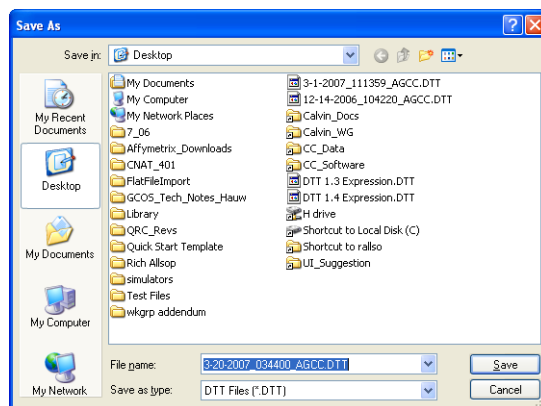 Save As
Save in: Desktop
My Recent
Documents
Desktop
My Documents
My Computer
My Network
My Documents
My Computer
My Network Places
7_06
Affymetrix_Downloads
CNAT_401
FlatFileImport
GCOS_Tech_Notes_Hauw
Library
QRC_Revs
Quick Start Template
Rich Allsop
simulators
Test Files
wkgrp addendum
3-1-2007_111359_AGCC.DTT
12-14-2006_104220_AGCC.DTT
Calvin_Docs
Calvin_WG
CC_Data
CC_Software
DTT 1.3 Expression.DTT
DTT 1.4 Expression.DTT
H drive
Shortcut to Local Disk (C)
Shortcut to rallso
UI_Suggestion
File name: 3-20-2007_034400_AGCC.DTT Save
Save as type: DTT Files (*.DTT) Cancel